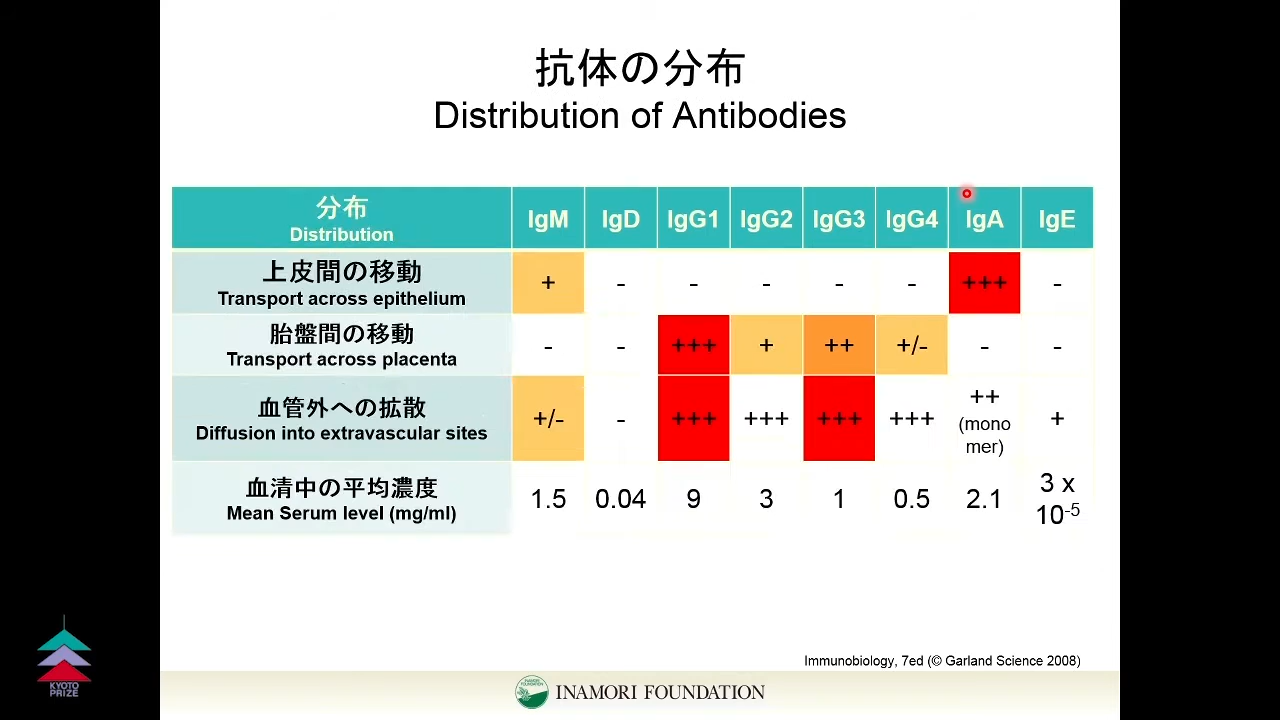 抗体の分布
Distribution of Antibodies
分布
Distribution
IgM IgD IgG1 IgG2 IgG3 IgG4 IgA IgE
上皮間の移動
Transport across epithelium
+ - - - - - +++ -
胎盤間の移動
Transport across placenta
- - +++ + ++ +/- - -
血管外への拡散
Diffusion into extravascular sites
+/- - +++ +++ +++ +++ ++ (mono mer) +
血清中の平均濃度
Mean Serum level (mg/ml)
1.5 0.04 9 3 1 0.5 2.1 3 x 10⁻⁵
Immunobiology, 7ed (© Garland Science 2008)
KYOTO
PRIZE
INAMORI FOUNDATION